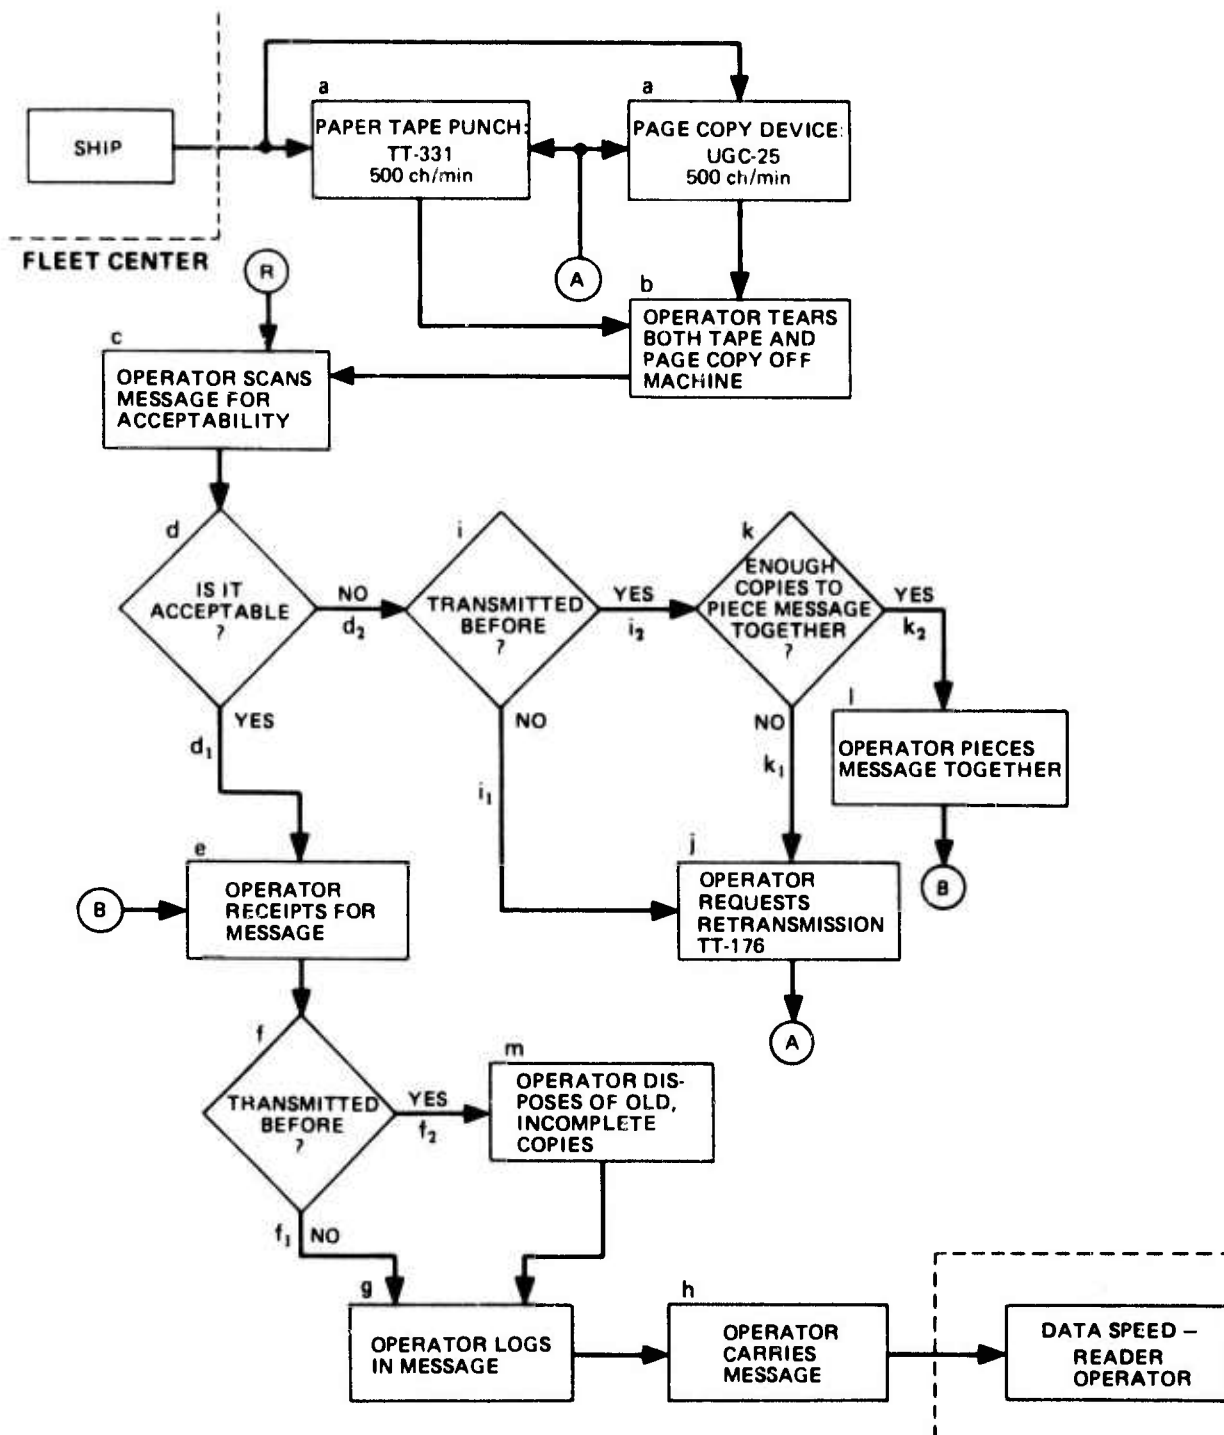 a
a
SHIP
PAPER TAPE PUNCH:
TT-331
500 ch/min
PAGE COPY DEVICE:
UGC-25
500 ch/min
FLEET CENTER
R
A
b
OPERATOR TEARS
BOTH TAPE AND
PAGE COPY OFF
MACHINE
c
OPERATOR SCANS
MESSAGE FOR
ACCEPTABILITY
d
IS IT
ACCEPTABLE
?
NO
d₂
i
TRANSMITTED
BEFORE
?
YES
i₂
k
ENOUGH
COPIES TO
PIECE MESSAGE
TOGETHER
?
YES
k₂
YES
d₁
NO
i₁
NO
k₁
l
OPERATOR PIECES
MESSAGE TOGETHER
B
e
OPERATOR
RECEIPTS FOR
MESSAGE
B
j
OPERATOR
REQUESTS
RETRANSMISSION
TT-176
A
f
TRANSMITTED
BEFORE
?
YES
f₂
m
OPERATOR DIS-
POSES OF OLD,
INCOMPLETE
COPIES
f₁
NO
g
OPERATOR LOGS
IN MESSAGE
h
OPERATOR
CARRIES
MESSAGE
DATA SPEED –
READER
OPERATOR